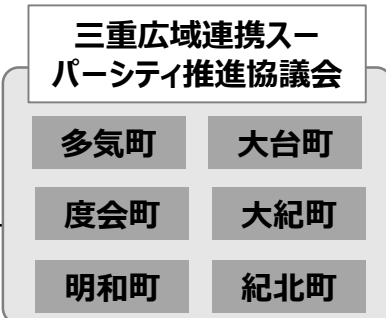 三重広域連携スー
パーシティ推進協議会
多気町 大台町
度会町 大紀町
明和町 紀北町